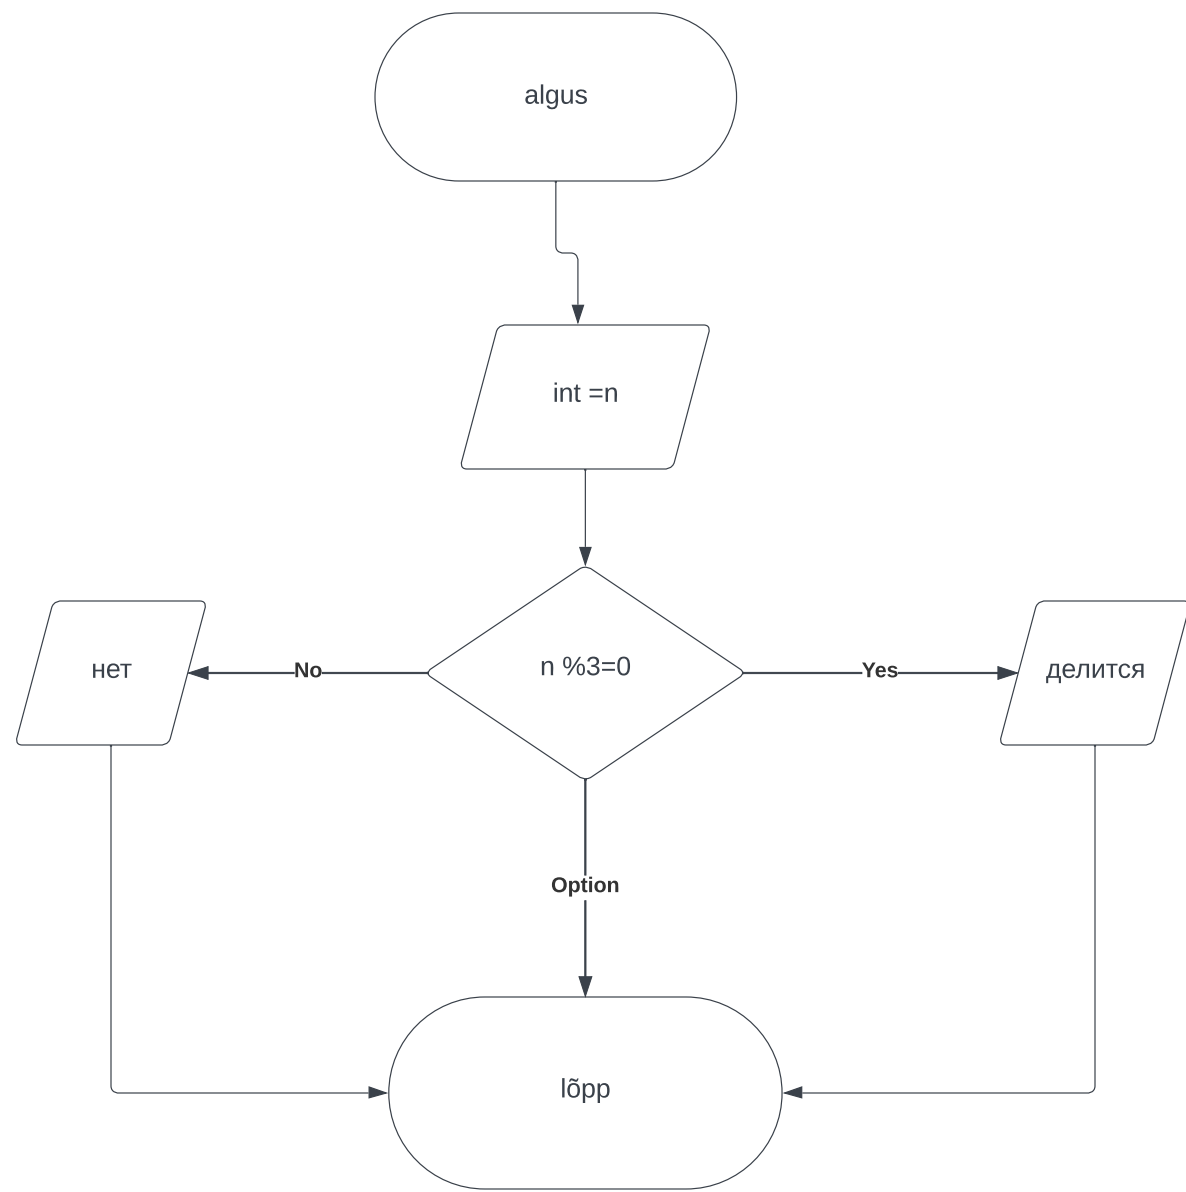 algus
int =n
нет
No
n %3=0
Yes
делится
Option
lõpp